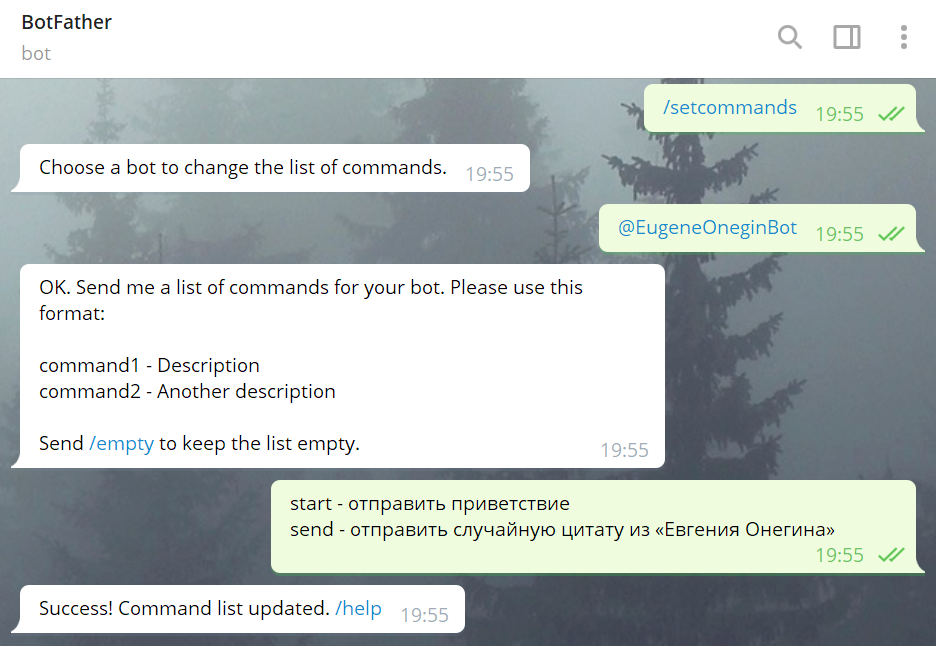 BotFather
bot
/setcommands 19:55
Choose a bot to change the list of commands. 19:55
@EugeneOneginBot 19:55
OK. Send me a list of commands for your bot. Please use this
format:
command1 - Description
command2 - Another description
Send /empty to keep the list empty. 19:55
start - отправить приветствие
send - отправить случайную цитату из «Евгения Онегина»
19:55
Success! Command list updated. /help 19:55